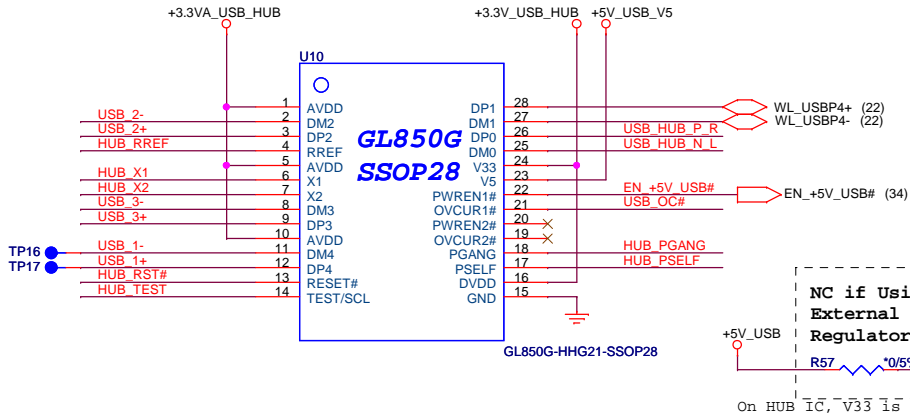 +3.3VA_USB_HUB
+3.3V_USB_HUB
+5V_USB_V5
U10
1 AVDD
USB_2- 2 DM2
USB_2+ 3 DP2
HUB_RREF 4 RREF
5 AVDD
HUB_X1 6 X1
HUB_X2 7 X2
USB_3- 8 DM3
USB_3+ 9 DP3
10 AVDD
TP16 USB_1- 11 DM4
TP17 USB_1+ 12 DP4
HUB_RST# 13 RESET#
HUB_TEST 14 TEST/SCL
GL850G
SSOP28
DP1 28 WL_USBP4+ (22)
DM1 27 WL_USBP4- (22)
DP0 26 USB_HUB_P_R
DM0 25 USB_HUB_N_L
V33 24
V5 23
PWREN1# 22 EN_+5V_USB# EN_+5V_USB# (34)
OVCUR1# 21 USB_OC#
PWREN2# 20
OVCUR2# 19
PGANG 18 HUB_PGANG
PSELF 17 HUB_PSELF
DVDD 16
GND 15
GL850G-HHG21-SSOP28
NC if Usi
External
Regulator
+5V_USB
R57 *0/5%
On HUB IC, V33 is